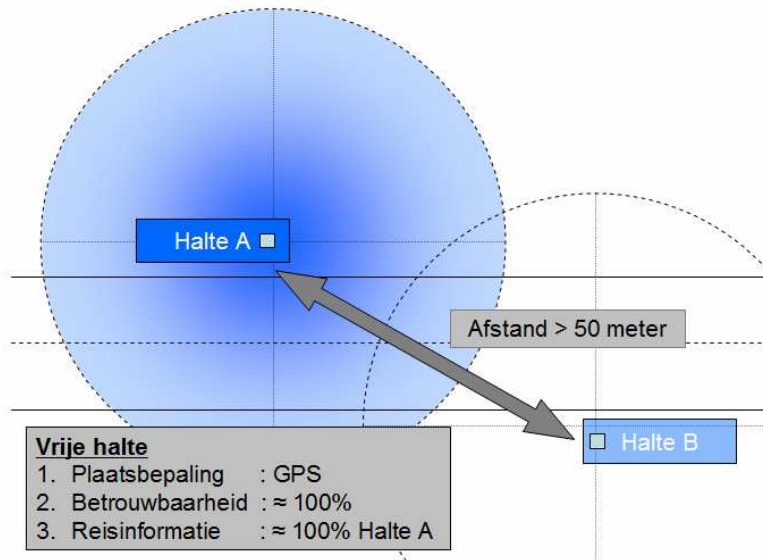 Halte A
Afstand > 50 meter
Halte B
Vrije halte
1. Plaatsbepaling : GPS
2. Betrouwbaarheid : ≈ 100%
3. Reisinformatie : ≈ 100% Halte A